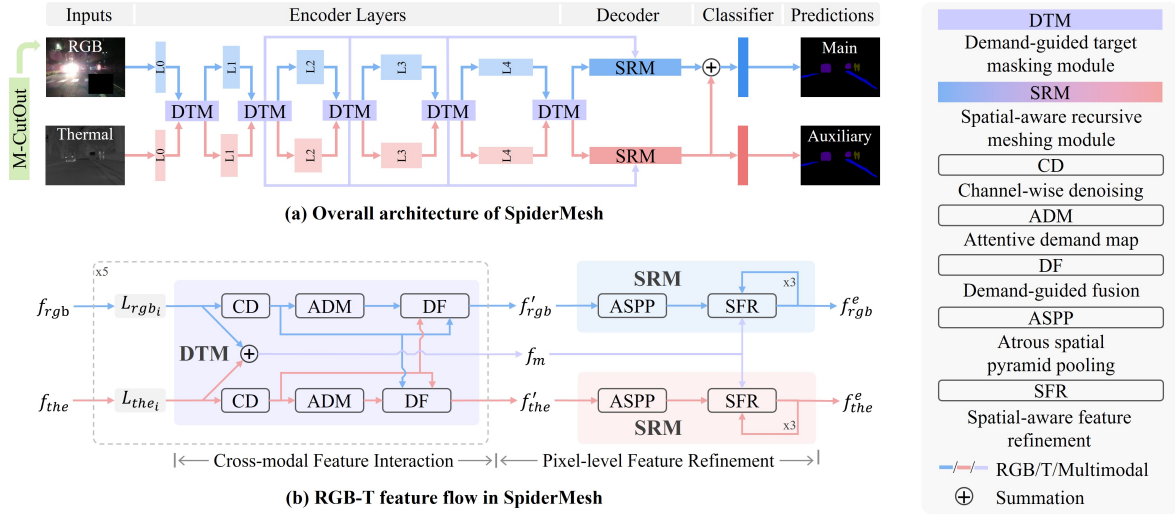 Inputs
Encoder Layers
Decoder
Classifier
Predictions
M-CutOut
RGB
L0
L1
L2
L3
L4
SRM
Main
DTM
DTM
DTM
DTM
DTM
Thermal
L0
L1
L2
L3
L4
SRM
Auxiliary
(a) Overall architecture of SpiderMesh
x5
f_rgb
L_rgb_i
CD
ADM
DF
f'_rgb
SRM
ASPP
SFR
x3
f^e_rgb
DTM
f_m
f_the
L_the_i
CD
ADM
DF
f'_the
ASPP
SFR
SRM
x3
f^e_the
Cross-modal Feature Interaction
Pixel-level Feature Refinement
(b) RGB-T feature flow in SpiderMesh
DTM
Demand-guided target
masking module
SRM
Spatial-aware recursive
meshing module
CD
Channel-wise denoising
ADM
Attentive demand map
DF
Demand-guided fusion
ASPP
Atrous spatial
pyramid pooling
SFR
Spatial-aware feature
refinement
/ / RGB/T/Multimodal
Summation